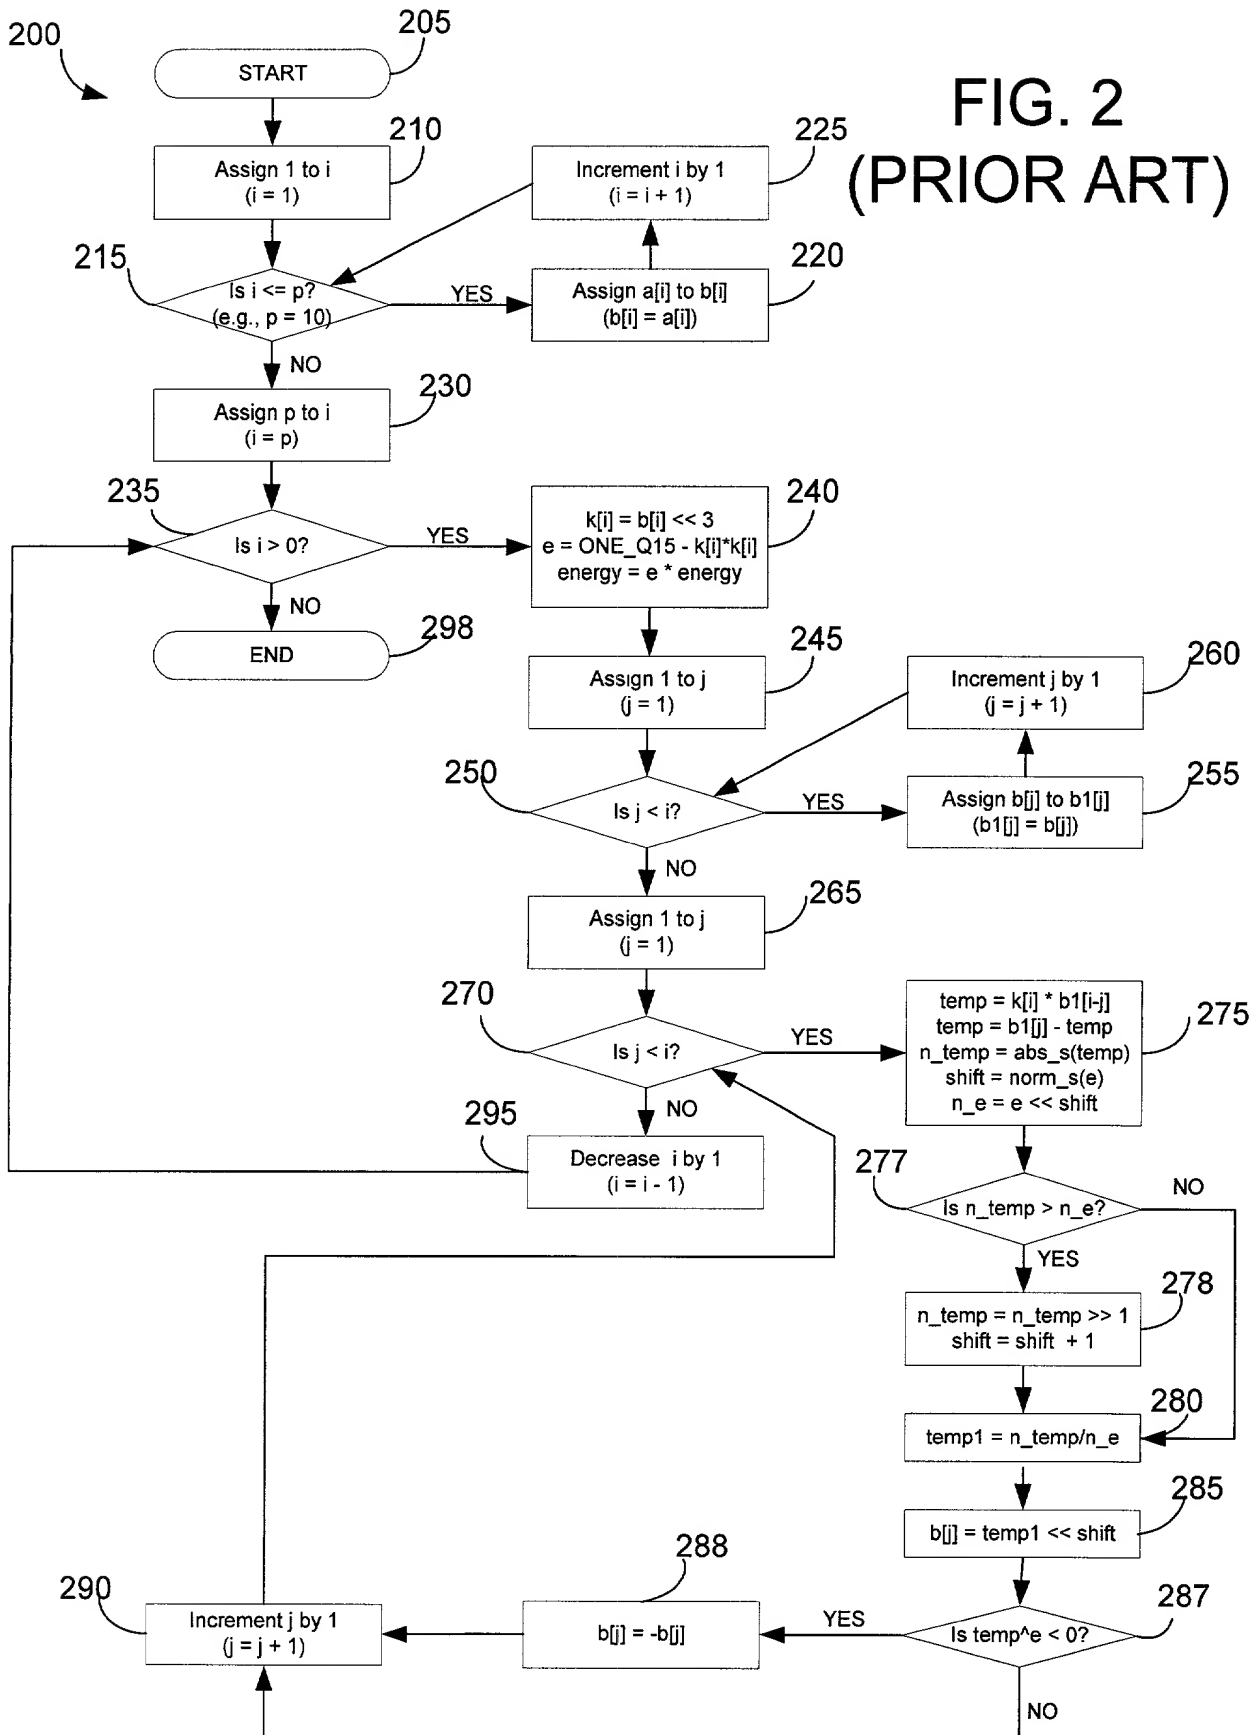 200
205
START
FIG. 2
(PRIOR ART)
210
Assign 1 to i
(i = 1)
225
Increment i by 1
(i = i + 1)
215
Is i <= p?
(e.g., p = 10)
YES
220
Assign a[i] to b[i]
(b[i] = a[i])
NO
230
Assign p to i
(i = p)
235
Is i > 0?
YES
240
k[i] = b[i] << 3
e = ONE_Q15 - k[i]*k[i]
energy = e * energy
NO
298
END
245
Assign 1 to j
(j = 1)
260
Increment j by 1
(j = j + 1)
250
Is j < i?
YES
255
Assign b[j] to b1[j]
(b1[j] = b[j])
NO
265
Assign 1 to j
(j = 1)
270
Is j < i?
YES
275
temp = k[i] * b1[i-j]
temp = b1[j] - temp
n_temp = abs_s(temp)
shift = norm_s(e)
n_e = e << shift
NO
295
Decrease i by 1
(i = i - 1)
277
Is n_temp > n_e?
NO
YES
278
n_temp = n_temp >> 1
shift = shift + 1
280
temp1 = n_temp/n_e
285
b[j] = temp1 << shift
287
Is temp^e < 0?
YES
288
b[j] = -b[j]
290
Increment j by 1
(j = j + 1)
NO